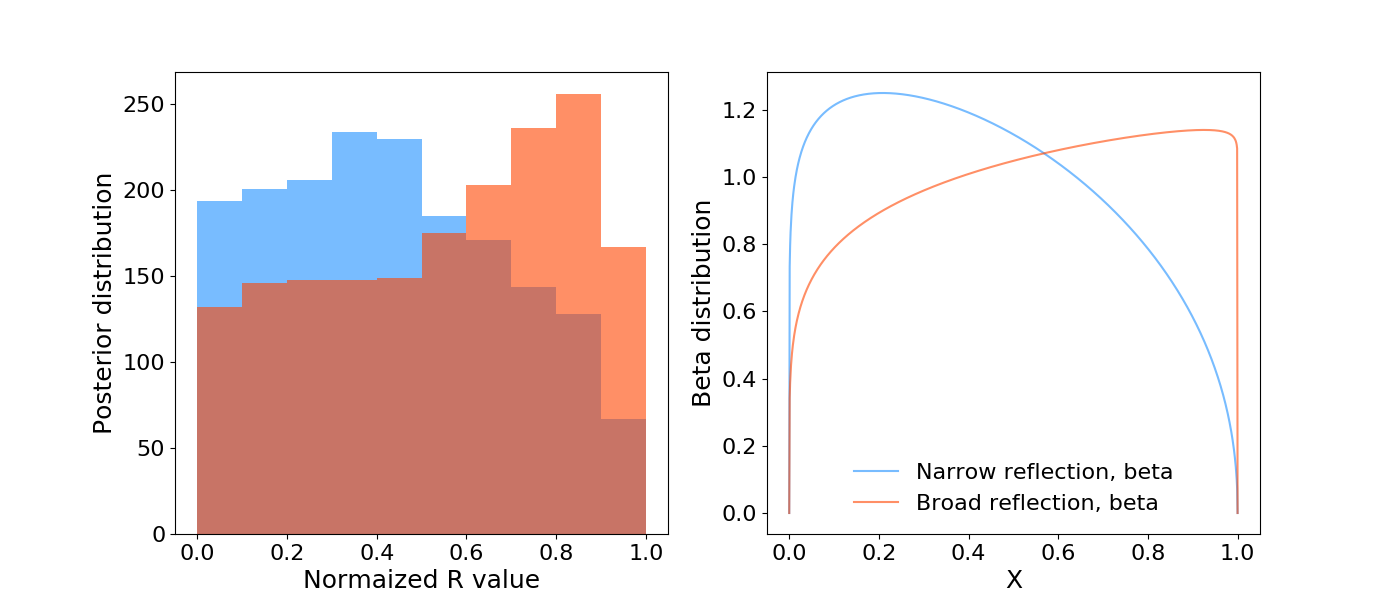 Posterior distribution
250
200
150
100
50
0
0.0 0.2 0.4 0.6 0.8 1.0
Normaized R value
Beta distribution
1.2
1.0
0.8
0.6
0.4
0.2
0.0
Narrow reflection, beta
Broad reflection, beta
0.0 0.2 0.4 0.6 0.8 1.0
X